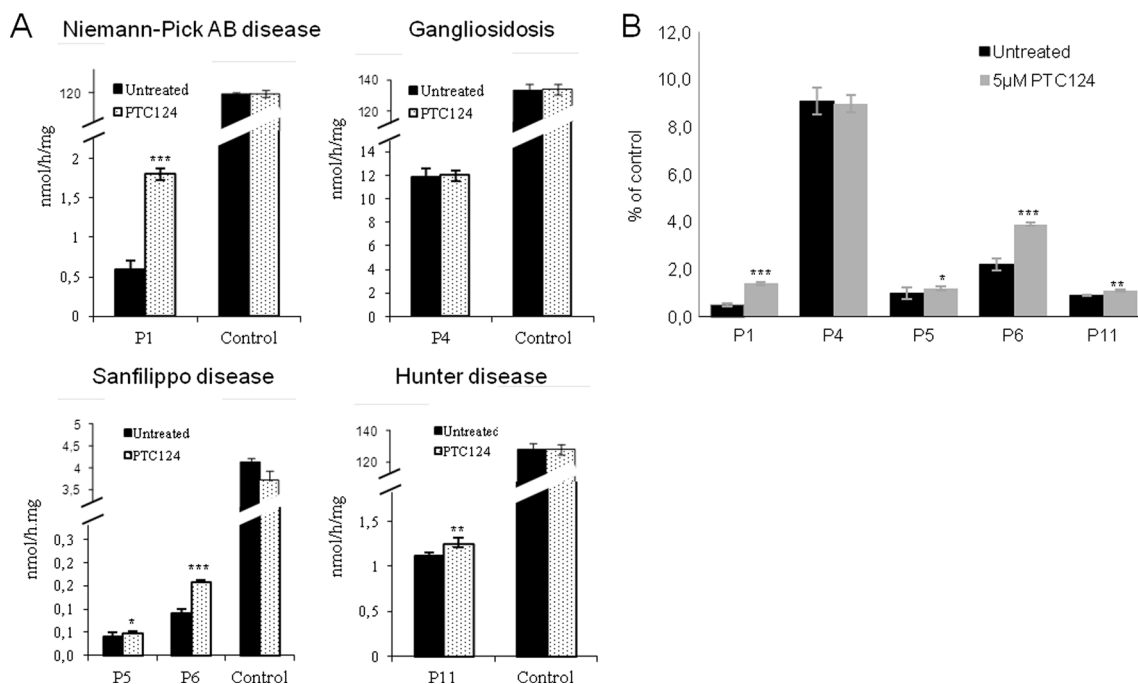 A
Niemann-Pick AB disease
nmol/h/mg
120
2
1,5
1
0,5
0
Untreated
PTC124
***
P1 Control
Gangliosidosis
nmol/h/mg
140
130
120
14
12
10
8
6
4
2
0
Untreated
PTC124
P4 Control
B
% of control
12,0
10,0
8,0
6,0
4,0
2,0
0,0
Untreated
5µM PTC124
***
*
***
**
P1 P4 P5 P6 P11
Sanfilippo disease
nmol/h.mg
5
4,5
4
3,5
0,3
0,2
0,2
0,1
0,1
0,0
Untreated
PTC124
*
***
P5 P6 Control
Hunter disease
nmol/h/mg
140
130
120
1,5
1
0,5
0
Untreated
PTC124
**
P11 Control